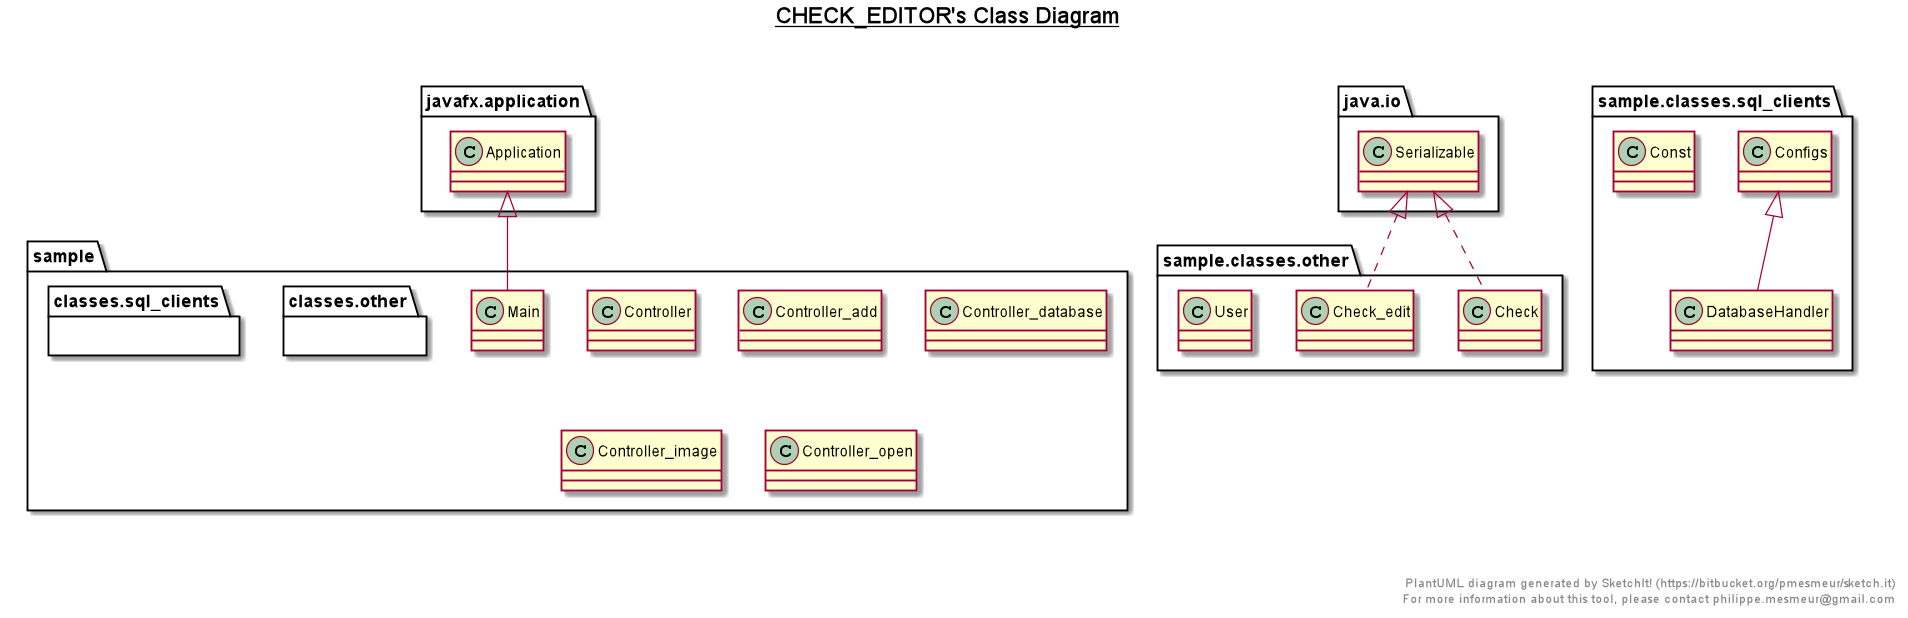 CHECK_EDITOR's Class Diagram
javafx.application
C Application
java.io
C Serializable
sample.classes.sql_clients
C Const
C Configs
C DatabaseHandler
sample
classes.sql_clients
classes.other
C Main
C Controller
C Controller_add
C Controller_database
C Controller_image
C Controller_open
sample.classes.other
C User
C Check_edit
C Check
PlantUML diagram generated by SketchIt! (https://bitbucket.org/pmesmeur/sketch.it)
For more information about this tool, please contact philippe.mesmeur@gmail.com